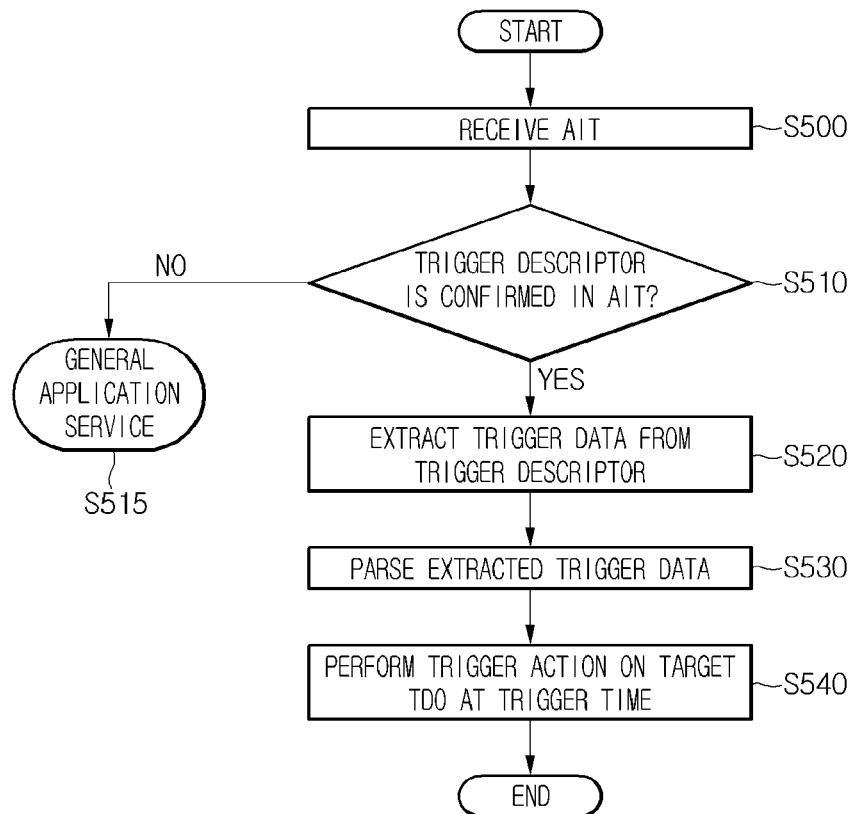 START
RECEIVE AIT
S500
TRIGGER DESCRIPTOR
IS CONFIRMED IN AIT?
S510
NO
YES
GENERAL
APPLICATION
SERVICE
S515
EXTRACT TRIGGER DATA FROM
TRIGGER DESCRIPTOR
S520
PARSE EXTRACTED TRIGGER DATA
S530
PERFORM TRIGGER ACTION ON TARGET
TDO AT TRIGGER TIME
S540
END